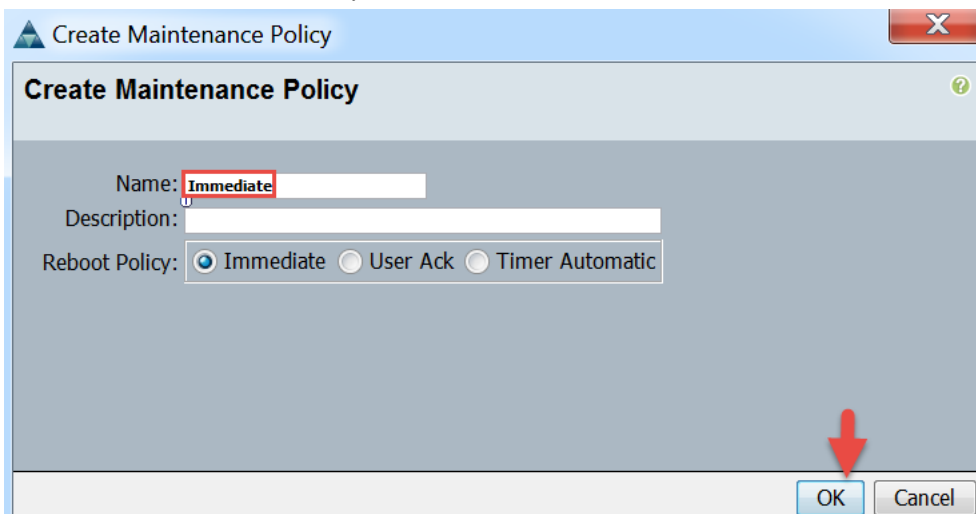 Create Maintenance Policy
X
Create Maintenance Policy
?
Name: Immediate
Description:
Reboot Policy: Immediate User Ack Timer Automatic
OK Cancel